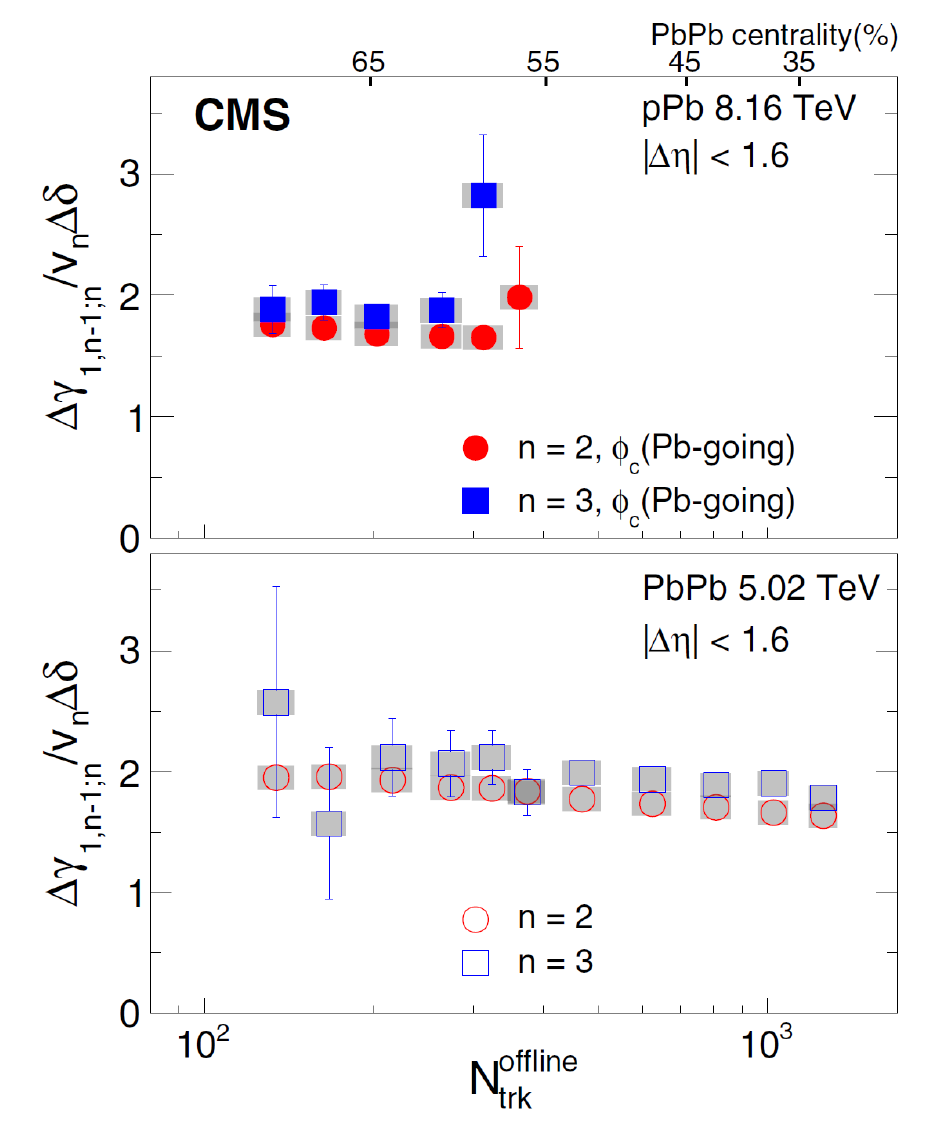 PbPb centrality(%)
65 55 45 35
CMS
pPb 8.16 TeV
|Δη| < 1.6
3
2
1
0
Δγ1,n-1;n/vnΔδ
n = 2, ϕc(Pb-going)
n = 3, ϕc(Pb-going)
PbPb 5.02 TeV
|Δη| < 1.6
3
2
1
0
Δγ1,n-1;n/vnΔδ
n = 2
n = 3
10² 10³
Ntrk^offline